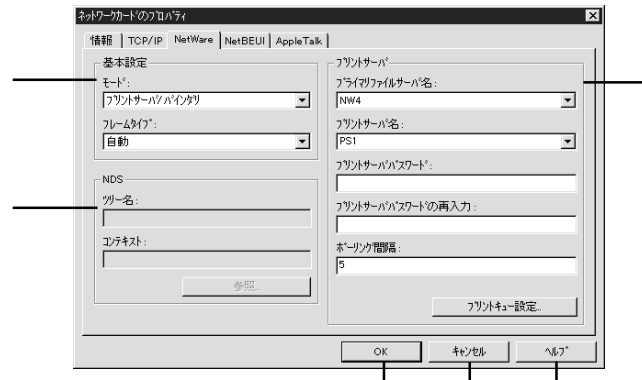 ネットワークカードのプロパティ
情報 TCP/IP NetWare NetBEUI AppleTalk
基本設定
モード:
プリントサーバ/バインダリ
フレームタイプ:
自動
NDS
ツリー名:
コンテキスト:
参照...
プリントサーバ
プライマリファイルサーバ名:
NW4
プリントサーバ名:
PS1
プリントサーバパスワード:
プリントサーバパスワードの再入力:
ポーリング間隔:
5
プリントキュー設定...
OK キャンセル ヘルプ